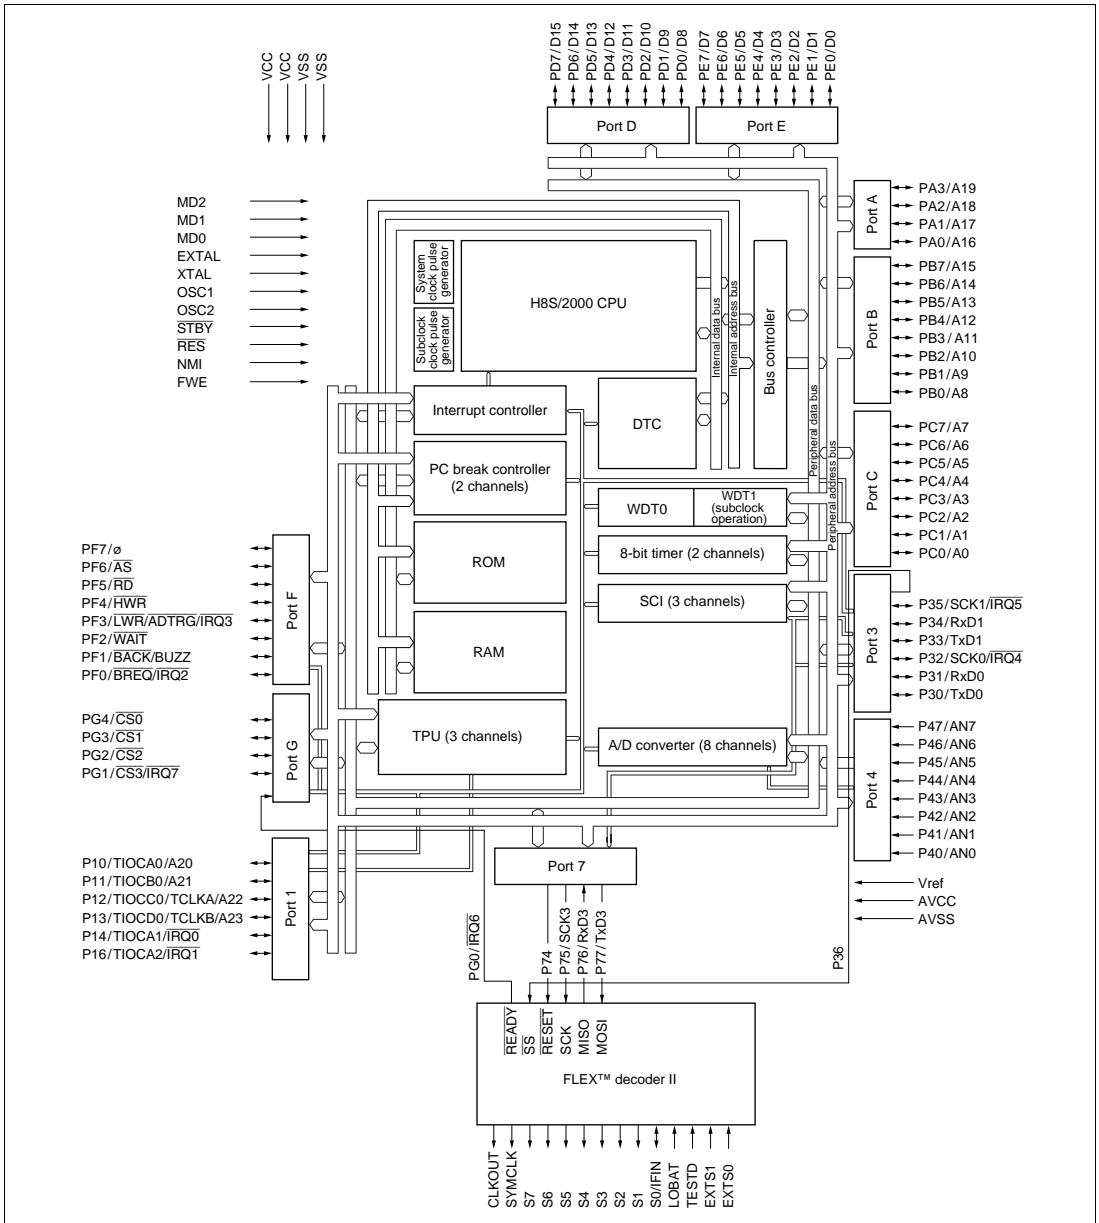 VCC
VCC
VSS
VSS
PD7/D15
PD6/D14
PD5/D13
PD4/D12
PD3/D11
PD2/D10
PD1/D9
PD0/D8
PE7/D7
PE6/D6
PE5/D5
PE4/D4
PE3/D3
PE2/D2
PE1/D1
PE0/D0
Port D
Port E
MD2
MD1
MD0
EXTAL
XTAL
OSC1
OSC2
STBY
RES
NMI
FWE
System
clock pulse
generator
Subclock
clock pulse
generator
H8S/2000 CPU
Internal data bus
Internal address bus
Bus controller
Peripheral data bus
Peripheral address bus
Interrupt controller
DTC
PC break controller
(2 channels)
WDT0
WDT1
(subclock
operation)
ROM
8-bit timer (2 channels)
SCI (3 channels)
RAM
TPU (3 channels)
A/D converter (8 channels)
Port A
PA3/A19
PA2/A18
PA1/A17
PA0/A16
Port B
PB7/A15
PB6/A14
PB5/A13
PB4/A12
PB3/A11
PB2/A10
PB1/A9
PB0/A8
Port C
PC7/A7
PC6/A6
PC5/A5
PC4/A4
PC3/A3
PC2/A2
PC1/A1
PC0/A0
Port 3
P35/SCK1/IRQ5
P34/RxD1
P33/TxD1
P32/SCK0/IRQ4
P31/RxD0
P30/TxD0
Port 4
P47/AN7
P46/AN6
P45/AN5
P44/AN4
P43/AN3
P42/AN2
P41/AN1
P40/AN0
Vref
AVCC
AVSS
PF7/ø
PF6/AS
PF5/RD
PF4/HWR
PF3/LWR/ADTRG/IRQ3
PF2/WAIT
PF1/BACK/BUZZ
PF0/BREQ/IRQ2
Port F
PG4/CS0
PG3/CS1
PG2/CS2
PG1/CS3/IRQ7
Port G
P10/TIOCA0/A20
P11/TIOCB0/A21
P12/TIOCC0/TCLKA/A22
P13/TIOCD0/TCLKB/A23
P14/TIOCA1/IRQ0
P16/TIOCA2/IRQ1
Port 1
Port 7
PG0/IRQ6
P74
P75/SCK3
P76/RxD3
P77/TxD3
P36
READY
SS
RESET
SCK
MISO
MOSI
FLEX™ decoder II
CLKOUT
SYMCLK
S7
S6
S5
S4
S3
S2
S1
S0/IFIN
LOBAT
TESTD
EXTS1
EXTS0